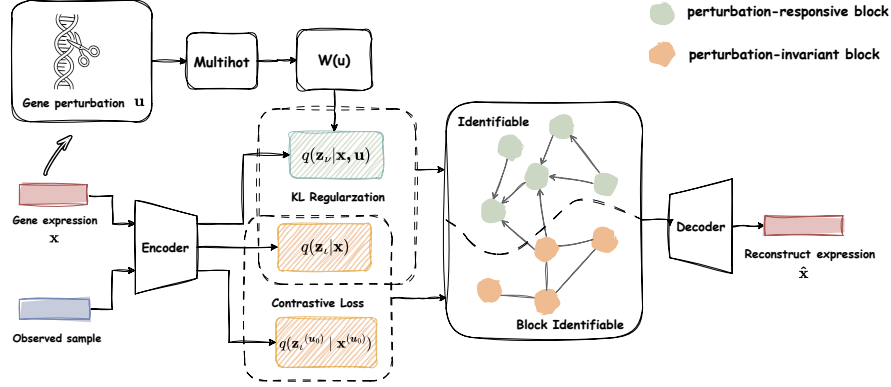 perturbation-responsive block
perturbation-invariant block
Gene perturbation u
Multihot
W(u)
q(z_ν|x, u)
KL Regularzation
Gene expression
x
Encoder
q(z_ι|x)
Observed sample
Contrastive Loss
q(z_ι^(u_0) | x^(u_0))
Identifiable
Block Identifiable
Decoder
Reconstruct expression
x̂